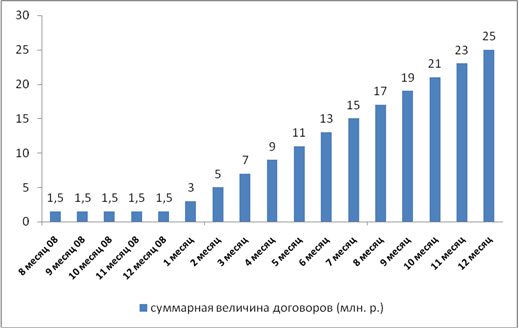 30
25
20
15
10
5
0
1,5 1,5 1,5 1,5 1,5 3 5 7 9 11 13 15 17 19 21 23 25
8 месяц 08
9 месяц 08
10 месяц 08
11 месяц 08
12 месяц 08
1 месяц
2 месяц
3 месяц
4 месяц
5 месяц
6 месяц
7 месяц
8 месяц
9 месяц
10 месяц
11 месяц
12 месяц
суммарная величина договоров (млн. р.)